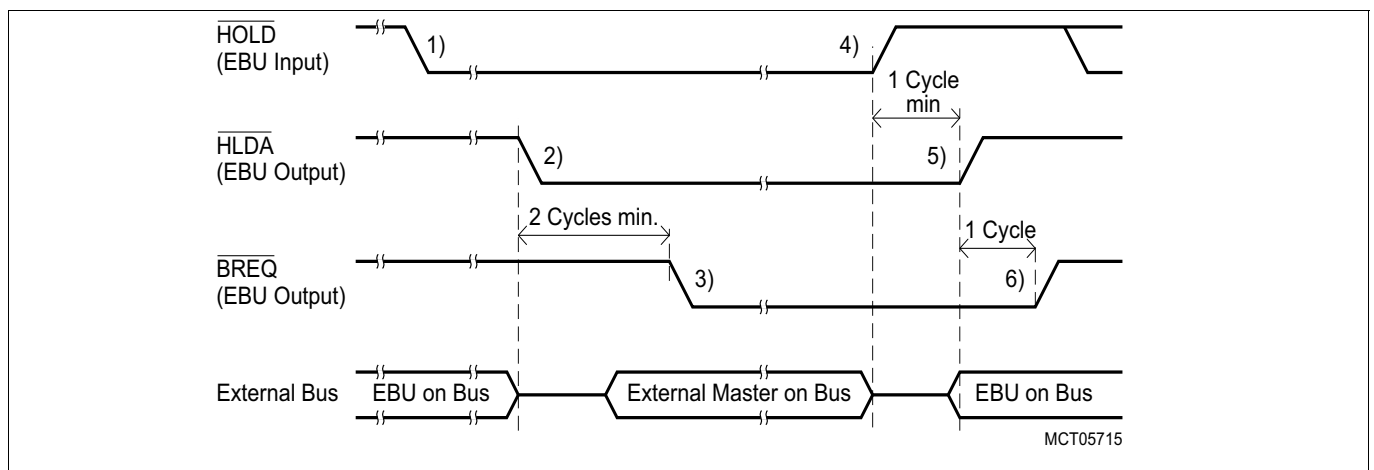 HOLD
(EBU Input)
1)
4)
1 Cycle
min
HLDA
(EBU Output)
2)
5)
2 Cycles min.
1 Cycle
BREQ
(EBU Output)
3)
6)
External Bus
EBU on Bus
External Master on Bus
EBU on Bus
MCT05715